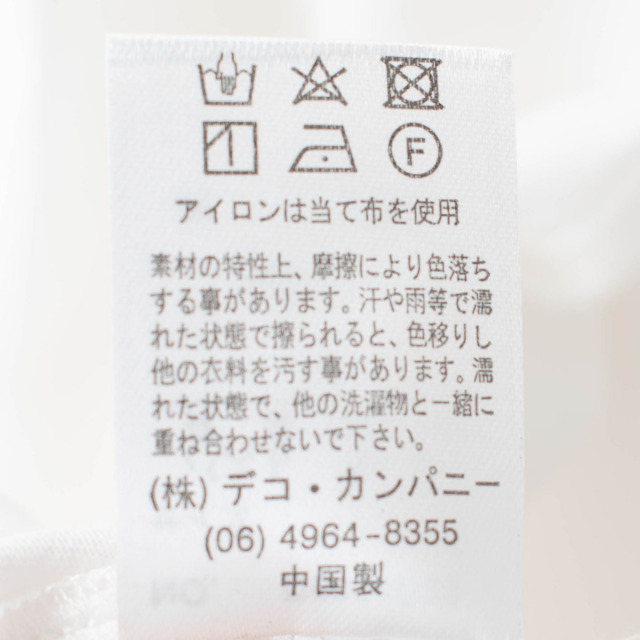 F
アイロンは当て布を使用
素材の特性上、摩擦により色落ち
する事があります。汗や雨等で濡
れた状態で擦られると、色移りし
他の衣料を汚す事があります。濡
れた状態で、他の洗濯物と一緒に
重ね合わせないで下さい。
(株)デコ・カンパニー
(06)4964-8355
中国製